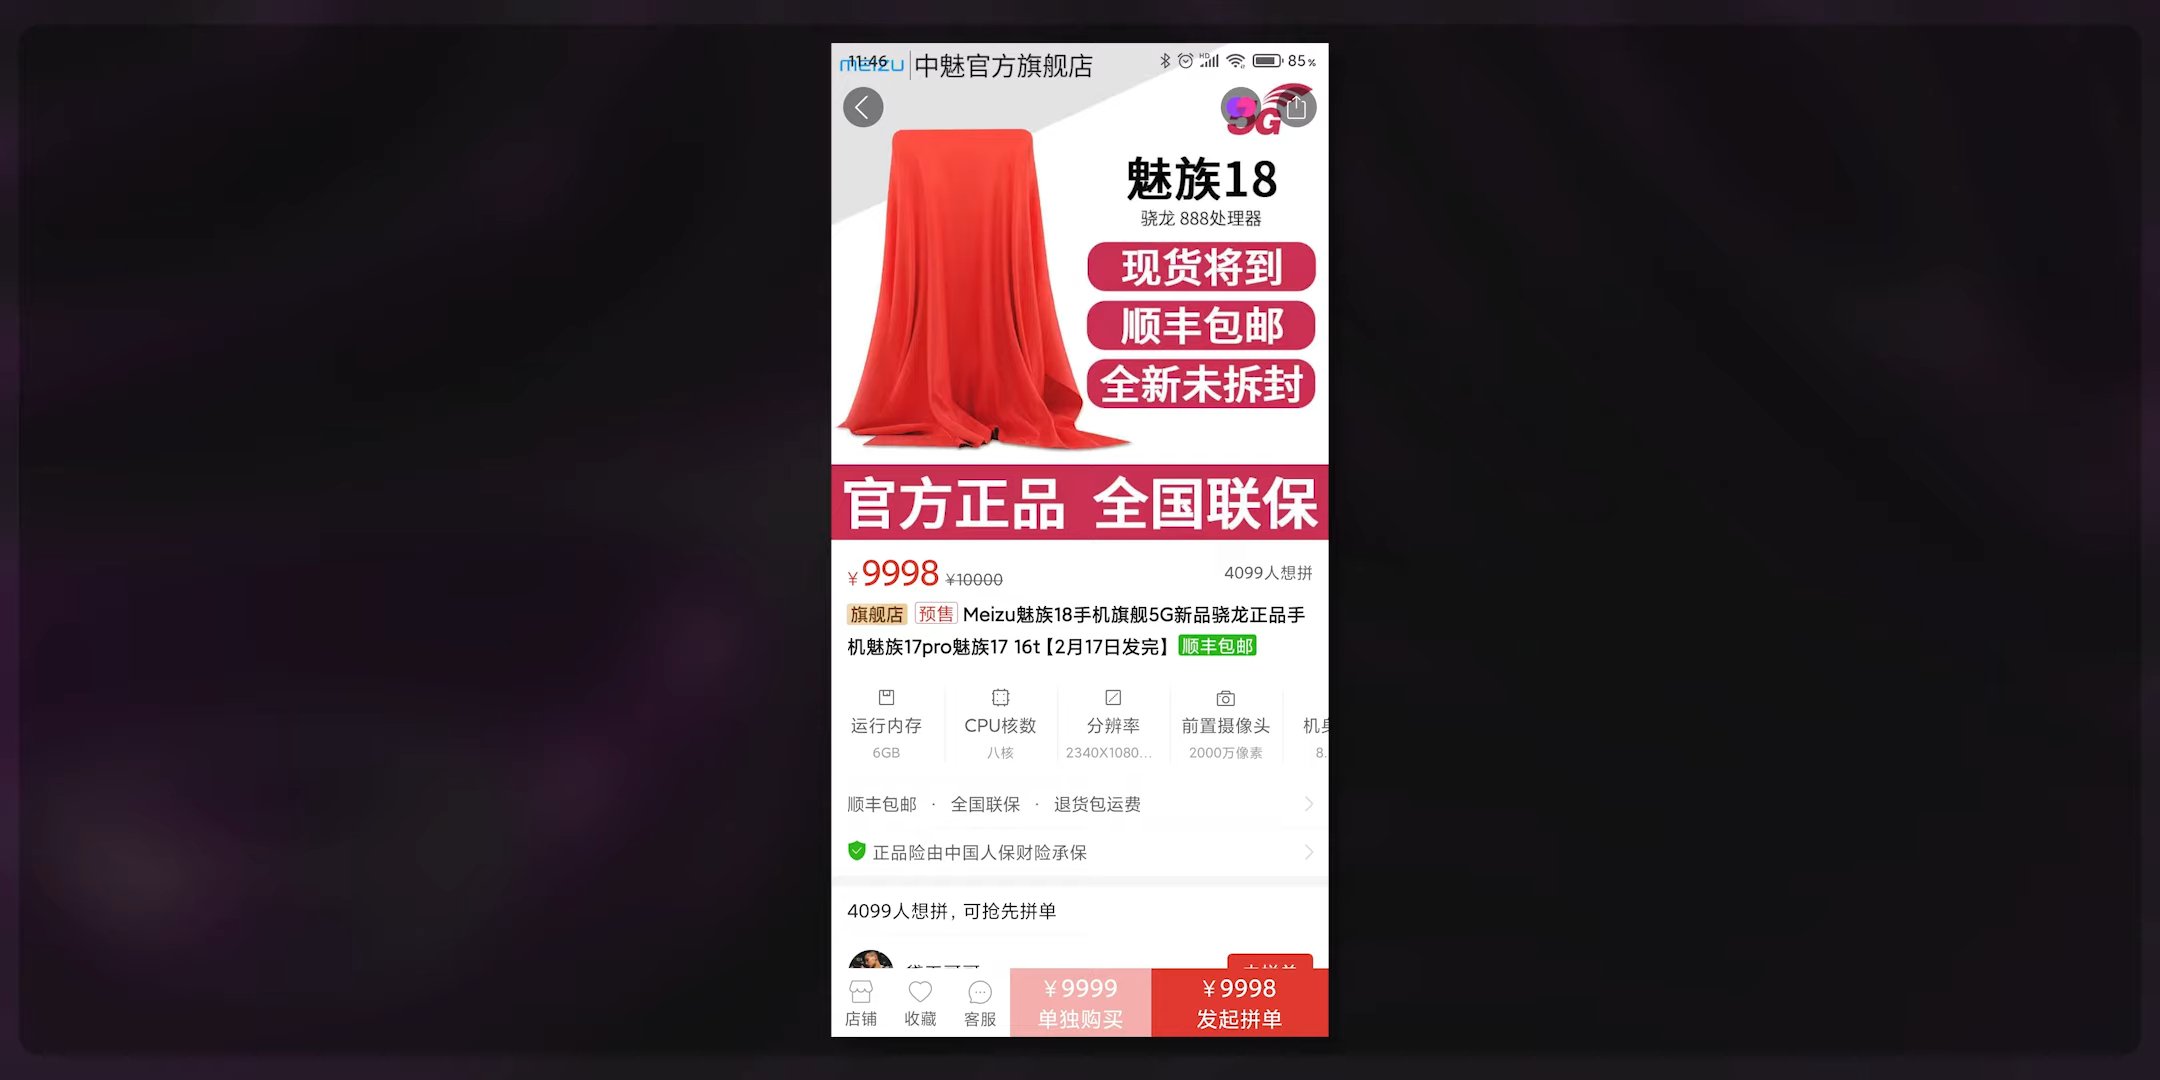 11:46
meizu 中魅官方旗舰店
HD
85%
5G
魅族18
骁龙 888处理器
现货将到
顺丰包邮
全新未拆封
官方正品 全国联保
¥9998 ¥10000
4099人想拼
旗舰店 预售 Meizu魅族18手机旗舰5G新品骁龙正品手
机魅族17pro魅族17 16t【2月17日发完】 顺丰包邮
运行内存 CPU核数 分辨率 前置摄像头
6GB 八核 2340X1080... 2000万像素 8.
顺丰包邮 · 全国联保 · 退货包运费
正品险由中国人保财险承保
4099人想拼，可抢先拼单
¥9999 ¥9998
店铺 收藏 客服 单独购买 发起拼单